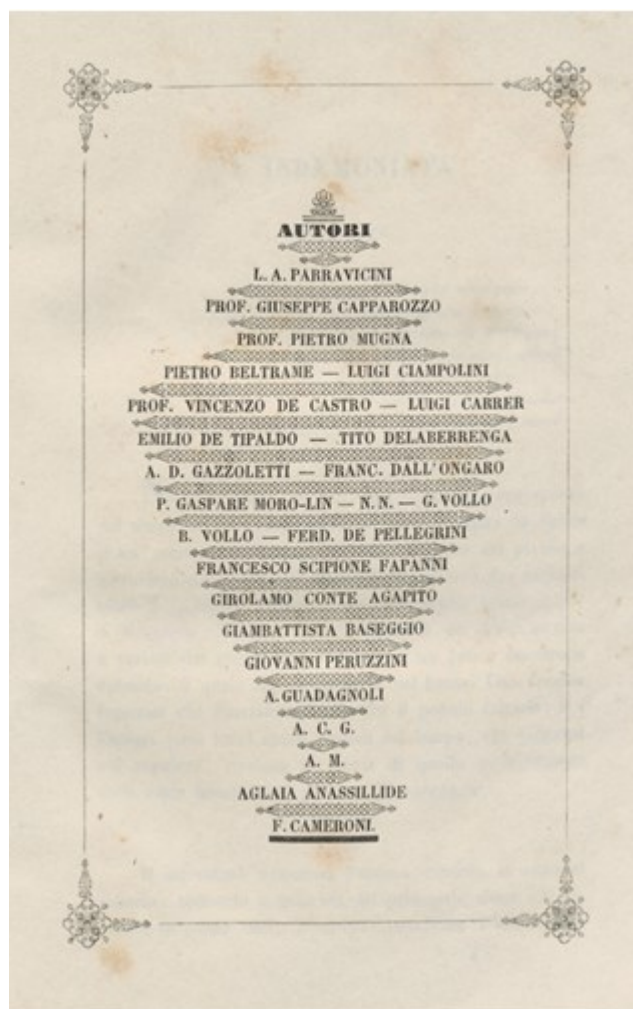 AUTORI
L. A. PARRAVICINI
PROF. GIUSEPPE CAPPAROZZO
PROF. PIETRO MUGNA
PIETRO BELTRAME — LUIGI CIAMPOLINI
PROF. VINCENZO DE CASTRO — LUIGI CARRER
EMILIO DE TIPALDO — TITO DELABERRENGA
A. D. GAZZOLETTI — FRANC. DALL'ONGARO
P. GASPARE MORO-LIN — N. N. — G. VOLLO
B. VOLLO — FERD. DE PELLEGRINI
FRANCESCO SCIPIONE FAPANNI
GIROLAMO CONTE AGAPITO
GIAMBATTISTA BASEGGIO
GIOVANNI PERUZZINI
A. GUADAGNOLI
A. C. G.
A. M.
AGLAIA ANASSILLIDE
F. CAMERONI.